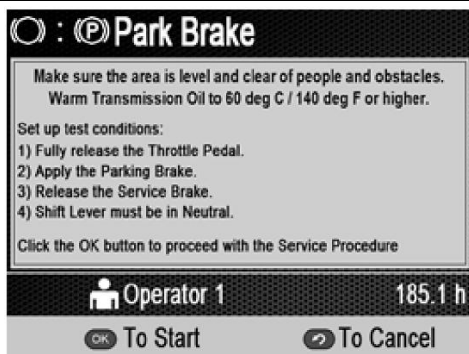 (P) Park Brake
Make sure the area is level and clear of people and obstacles.
Warm Transmission Oil to 60 deg C / 140 deg F or higher.
Set up test conditions:
1) Fully release the Throttle Pedal.
2) Apply the Parking Brake.
3) Release the Service Brake.
4) Shift Lever must be in Neutral.
Click the OK button to proceed with the Service Procedure
Operator 1 185.1 h
OK To Start To Cancel